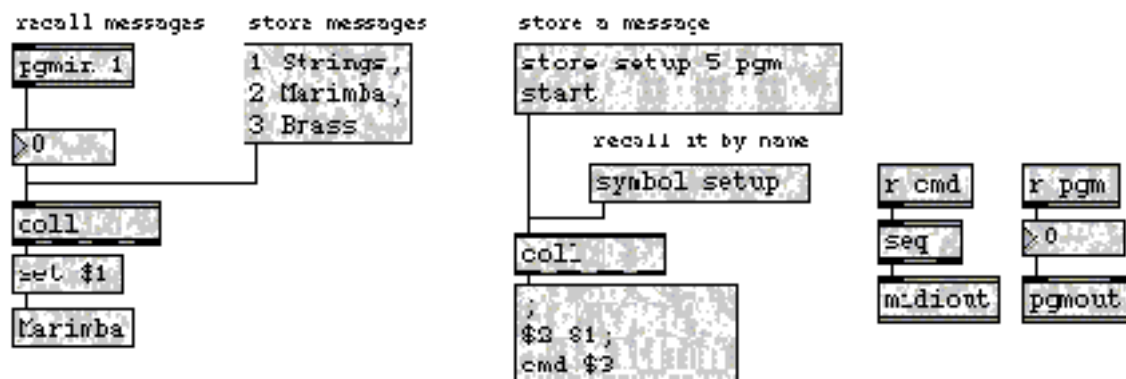 recall messages
pgmin 1
0
coll
set $1
Marimba
store messages
1 Strings,
2 Marimba,
3 Brass
store a message
store setup 5 pgm
start
recall it by name
symbol setup
coll
;
$2 $1;
cmd $3
r cmd
seq
midiout
r pgm
0
pgmout